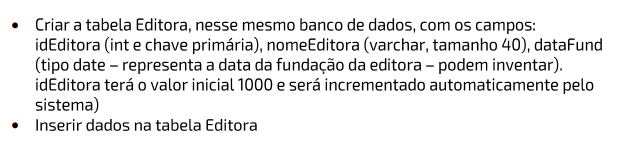 • Criar a tabela Editora, nesse mesmo banco de dados, com os campos:
idEditora (int e chave primária), nomeEditora (varchar, tamanho 40), dataFund
(tipo date – representa a data da fundação da editora – podem inventar).
idEditora terá o valor inicial 1000 e será incrementado automaticamente pelo
sistema)
• Inserir dados na tabela Editora